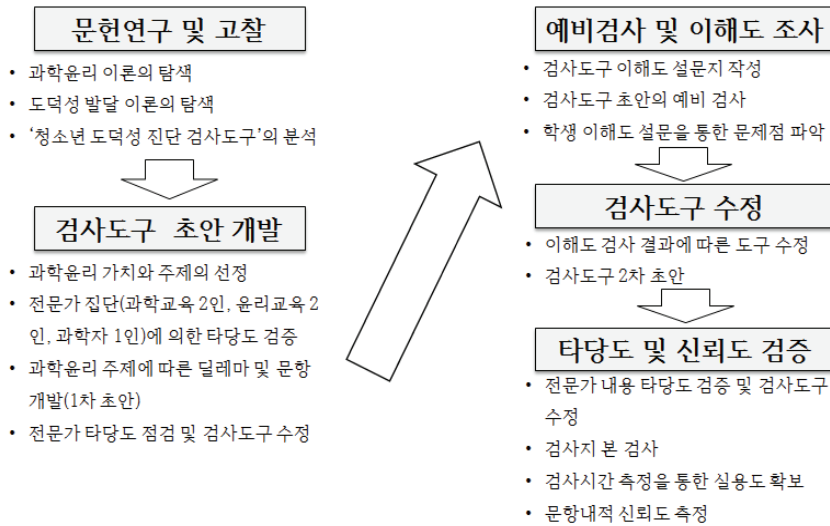 문헌연구 및 고찰
• 과학윤리 이론의 탐색
• 도덕성 발달 이론의 탐색
• ‘청소년 도덕성 진단 검사도구’의 분석
검사도구 초안 개발
• 과학윤리 가치와 주제의 선정
• 전문가 집단(과학교육 2인, 윤리교육 2
인, 과학자 1인)에 의한 타당도 검증
• 과학윤리 주제에 따른 딜레마 및 문항
개발(1차 초안)
• 전문가 타당도 점검 및 검사도구 수정
예비검사 및 이해도 조사
• 검사도구 이해도 설문지 작성
• 검사도구 초안의 예비 검사
• 학생 이해도 설문을 통한 문제점 파악
검사도구 수정
• 이해도 검사 결과에 따른 도구 수정
• 검사도구 2차 초안
타당도 및 신뢰도 검증
• 전문가 내용 타당도 검증 및 검사도구
수정
• 검사지 본 검사
• 검사시간 측정을 통한 실용도 확보
• 문항내적 신뢰도 측정